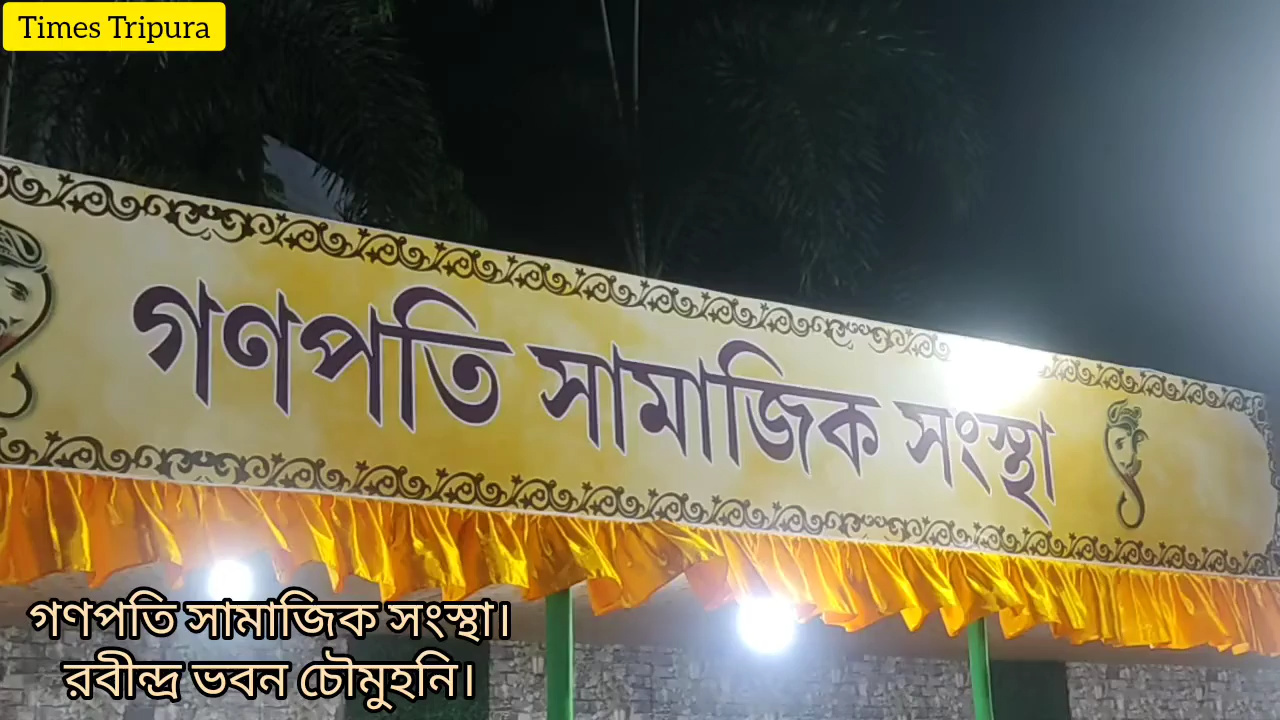 Times Tripura
গণপতি সামাজিক সংস্থা
গণপতি সামাজিক সংস্থা।
রবীন্দ্র ভবন চৌমুহনি।